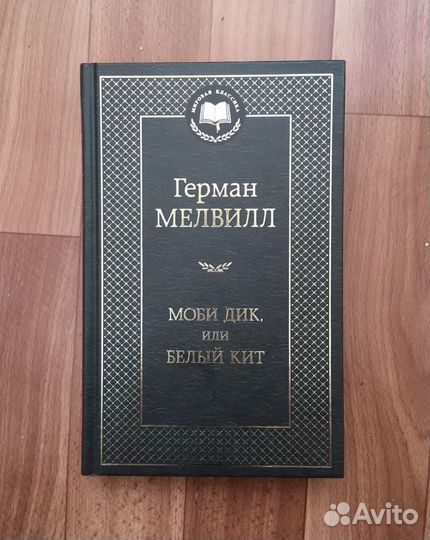 МИРОВАЯ КЛАССИКА
Герман
МЕЛВИЛЛ
МОБИ ДИК,
ИЛИ
БЕЛЫЙ КИТ
Avito